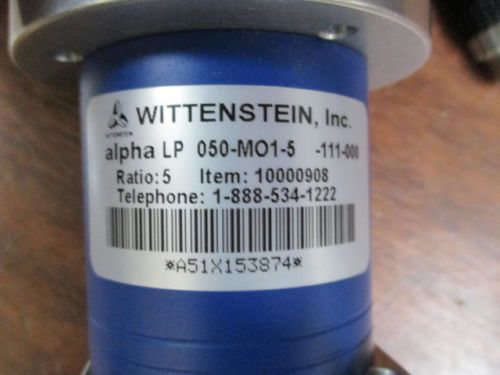 WITTENSTEIN, Inc.
WITTENSTEIN
alpha LP 050-MO1-5 -111-000
Ratio: 5 Item: 10000908
Telephone: 1-888-534-1222
*A51X153874*